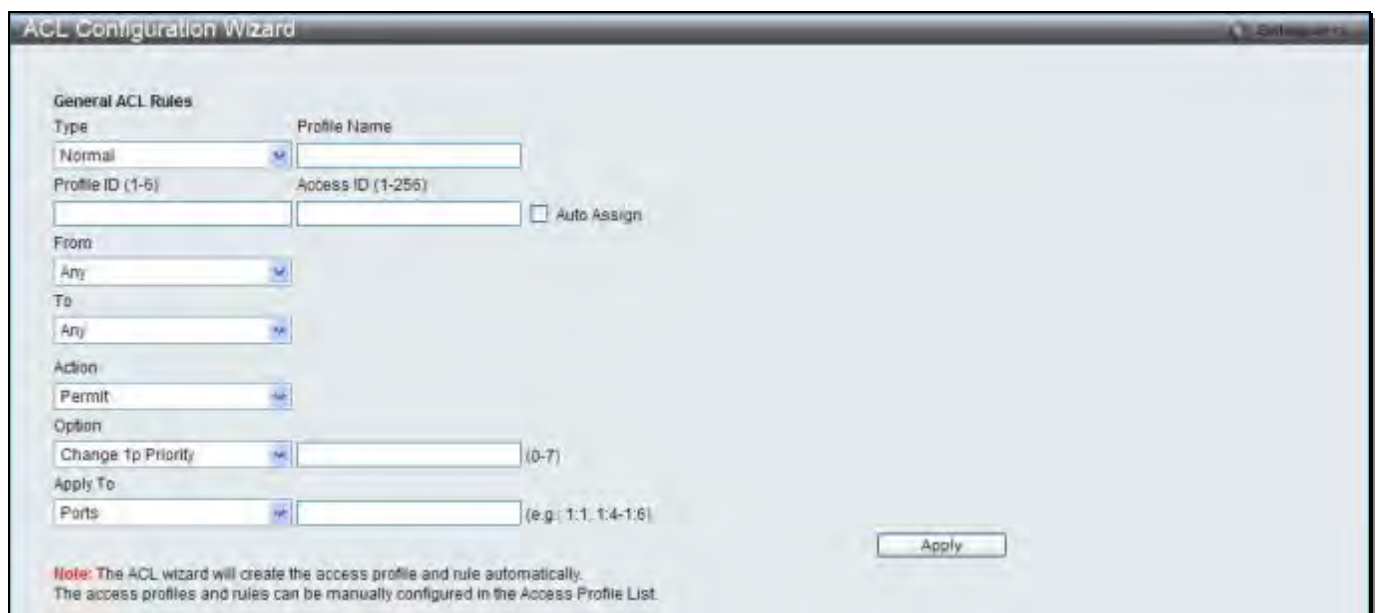 ACL Configuration Wizard
General ACL Rules
Type Profile Name
Normal
Profile ID (1-6) Access ID (1-256)
Auto Assign
From
Any
To
Any
Action
Permit
Option
Change 1p Priority (0-7)
Apply To
Ports (e.g.: 1:1, 1:4-1:6)
Apply
Note: The ACL wizard will create the access profile and rule automatically.
The access profiles and rules can be manually configured in the Access Profile List.